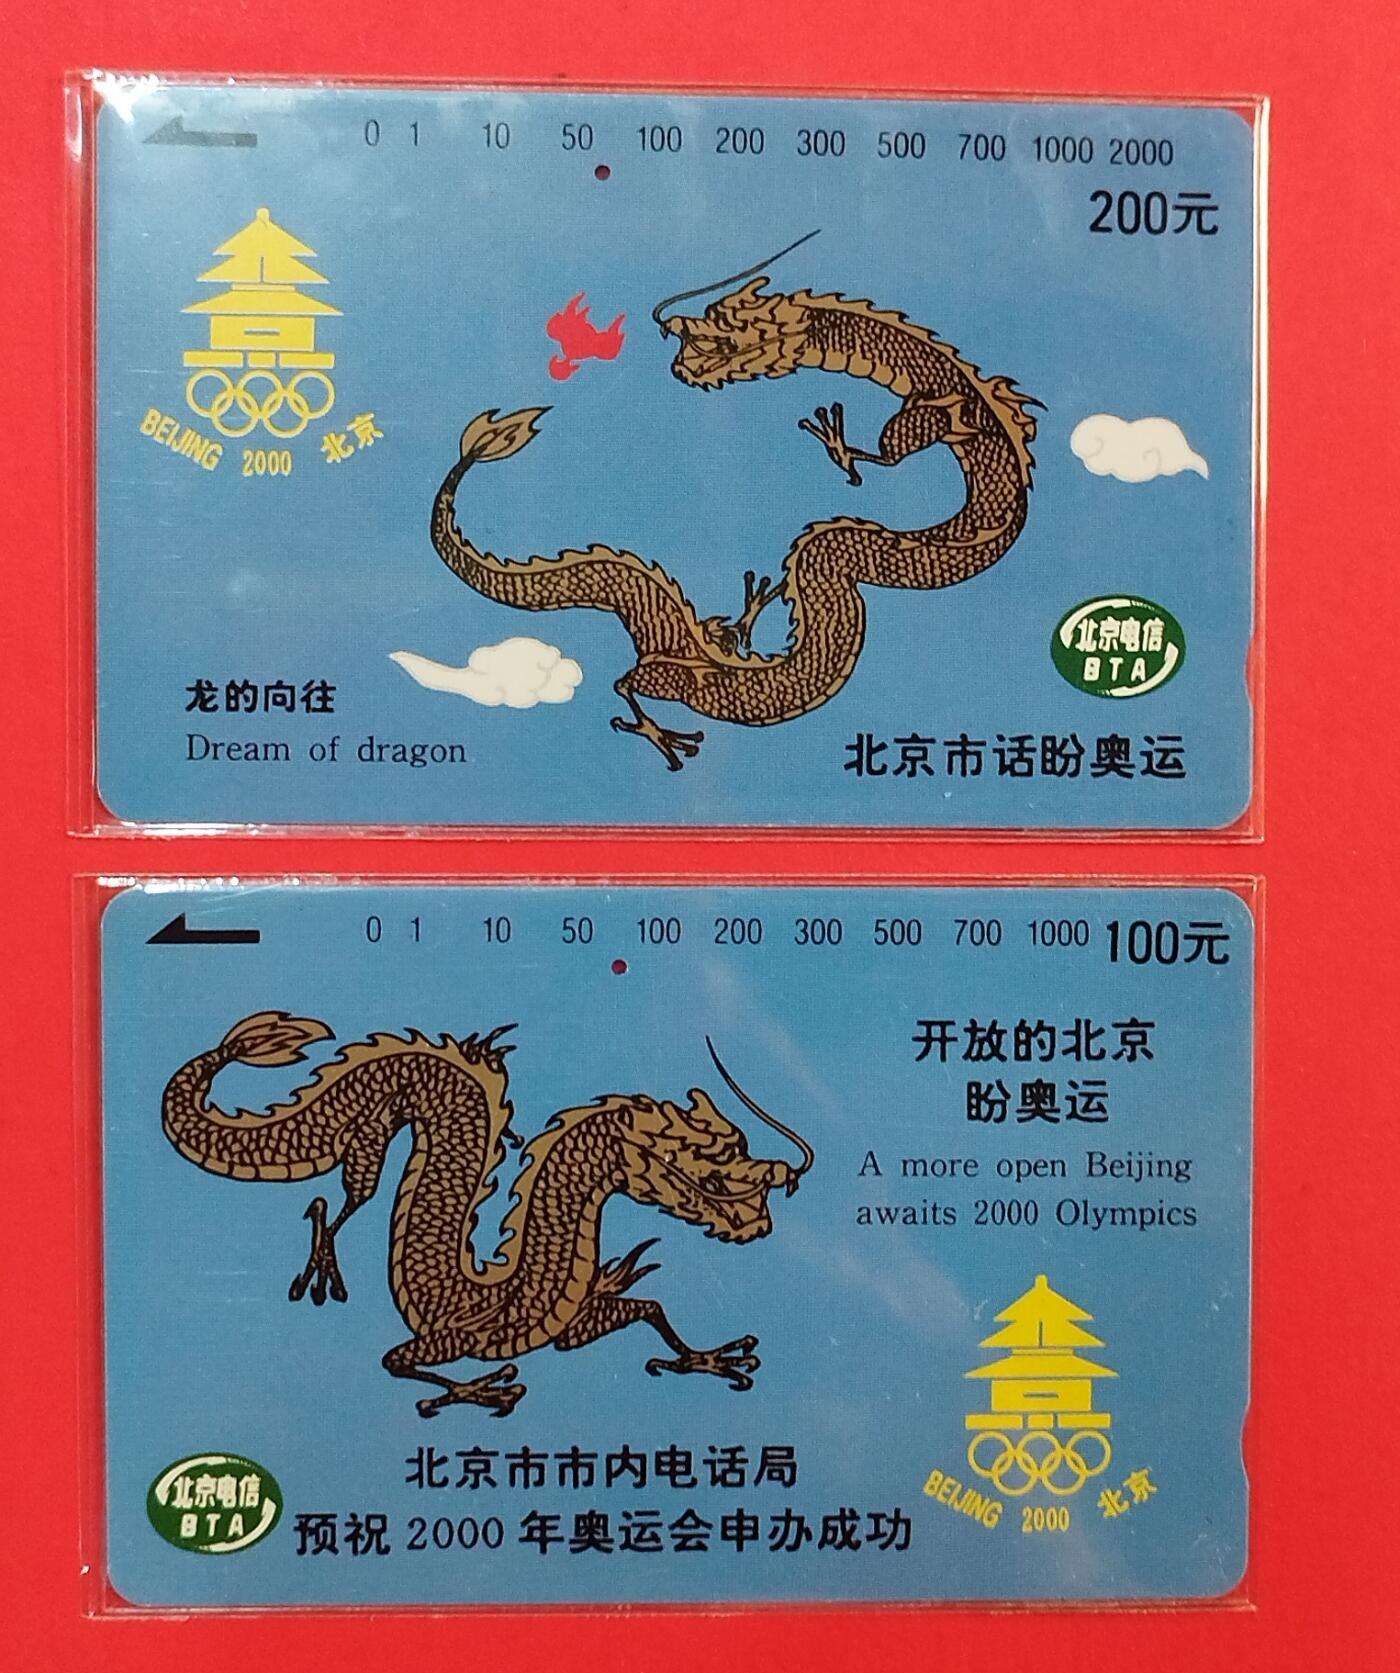 0 1 10 50 100 200 300 500 700 1000 2000
200元
BEIJING 2000 北京
北京电信
BTA
龙的向往
Dream of dragon
北京市话盼奥运
0 1 10 50 100 200 300 500 700 1000
100元
开放的北京
盼奥运
A more open Beijing
awaits 2000 Olympics
BEIJING 2000 北京
北京电信
BTA
北京市市内电话局
预祝2000年奥运会申办成功